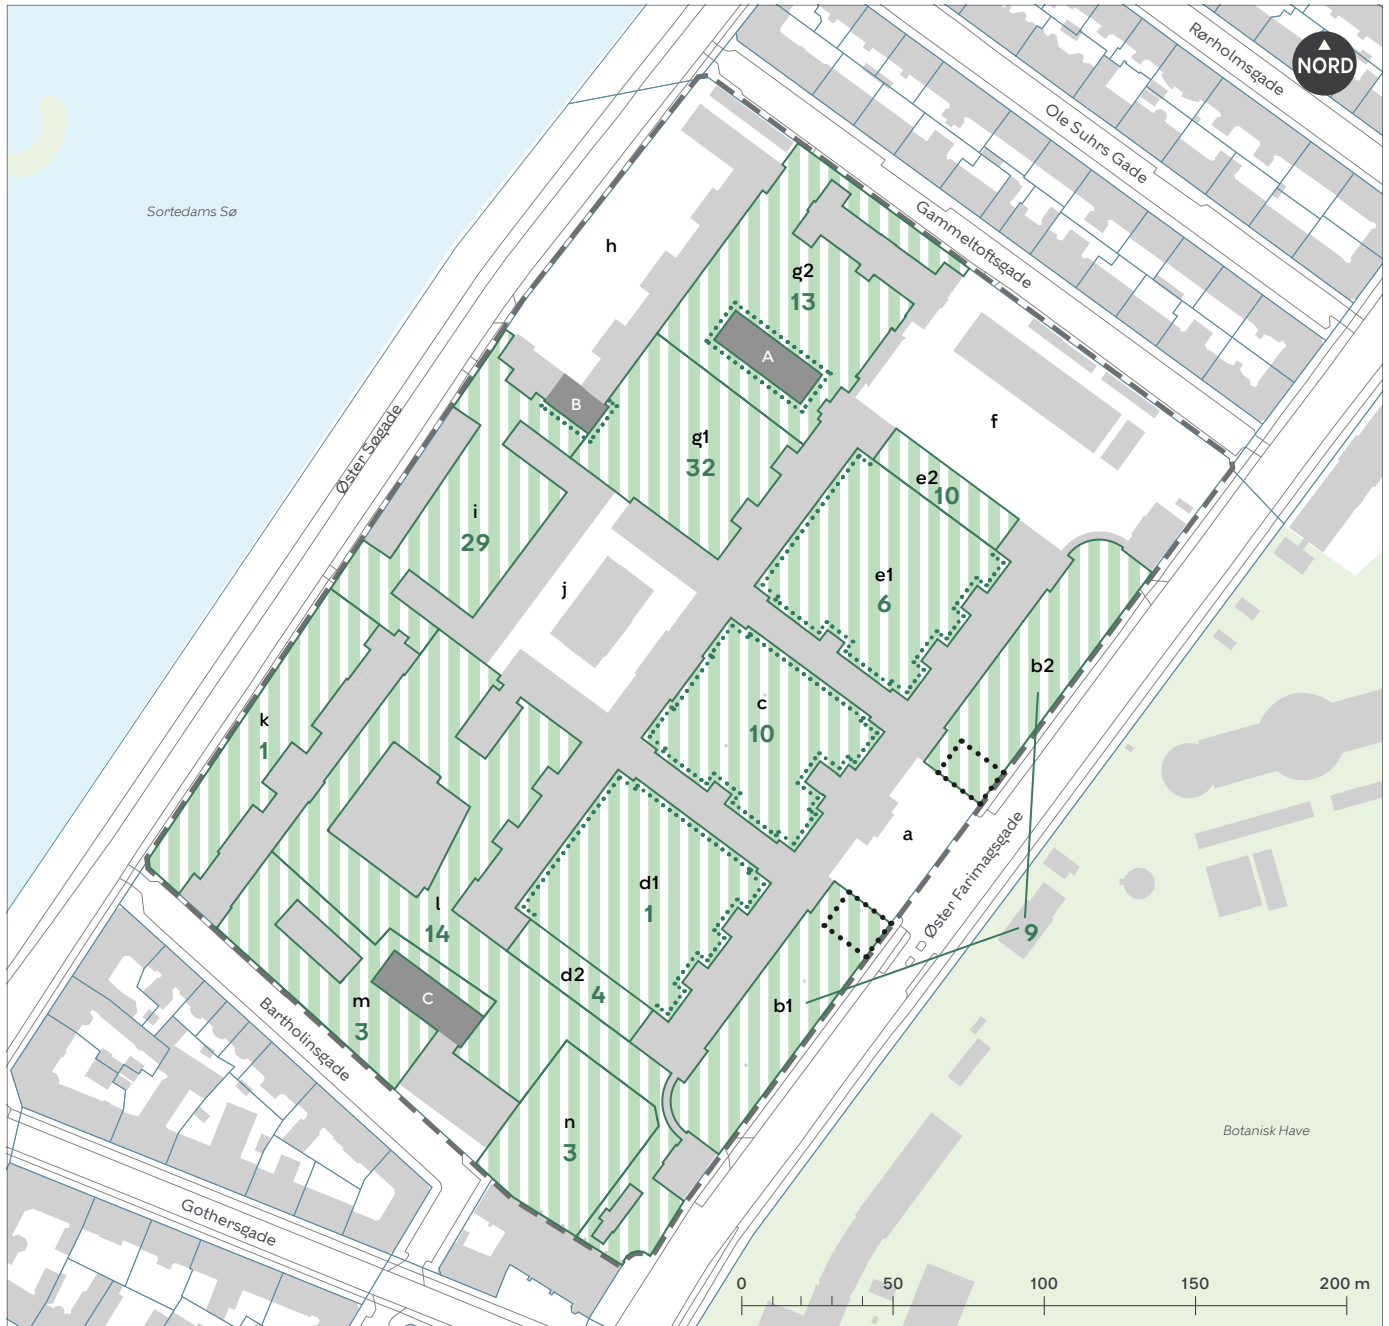 Rørholmsgade
NORD
Ole Suhrs Gade
Sortedams Sø
Gammeltoftsgade
h
g2
13
A
B
f
g1
32
Øster Søgade
e2
10
i
29
j
e1
6
b2
k
1
c
10
a
Øster Farimagsgade
d1
1
l
14
9
d2
4
m
3
C
b1
Bartholinsgade
n
3
Botanisk Have
Gothersgade
0 50 100 150 200 m